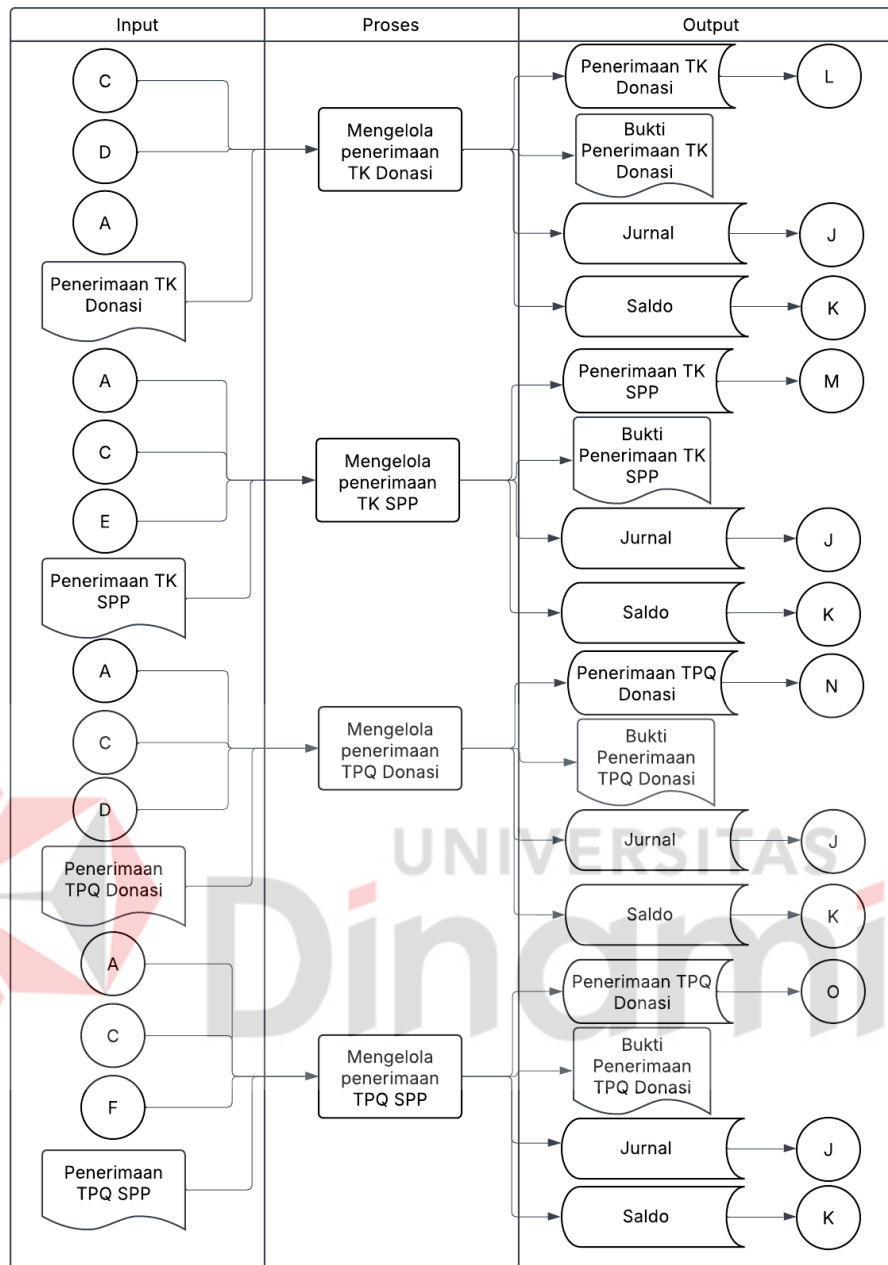 Input
Proses
Output
C
D
A
Penerimaan TK
Donasi
Mengelola
penerimaan
TK Donasi
Penerimaan TK
Donasi
L
Bukti
Penerimaan TK
Donasi
Jurnal
J
Saldo
K
A
C
E
Penerimaan TK
SPP
Mengelola
penerimaan
TK SPP
Penerimaan TK
SPP
M
Bukti
Penerimaan TK
SPP
Jurnal
J
Saldo
K
A
C
D
Penerimaan
TPQ Donasi
Mengelola
penerimaan
TPQ Donasi
Penerimaan TPQ
Donasi
N
Bukti
Penerimaan
TPQ Donasi
Jurnal
J
Saldo
K
A
C
F
Penerimaan
TPQ SPP
Mengelola
penerimaan
TPQ SPP
Penerimaan TPQ
Donasi
O
Bukti
Penerimaan
TPQ Donasi
Jurnal
J
Saldo
K
UNIVERSITAS
Dinami